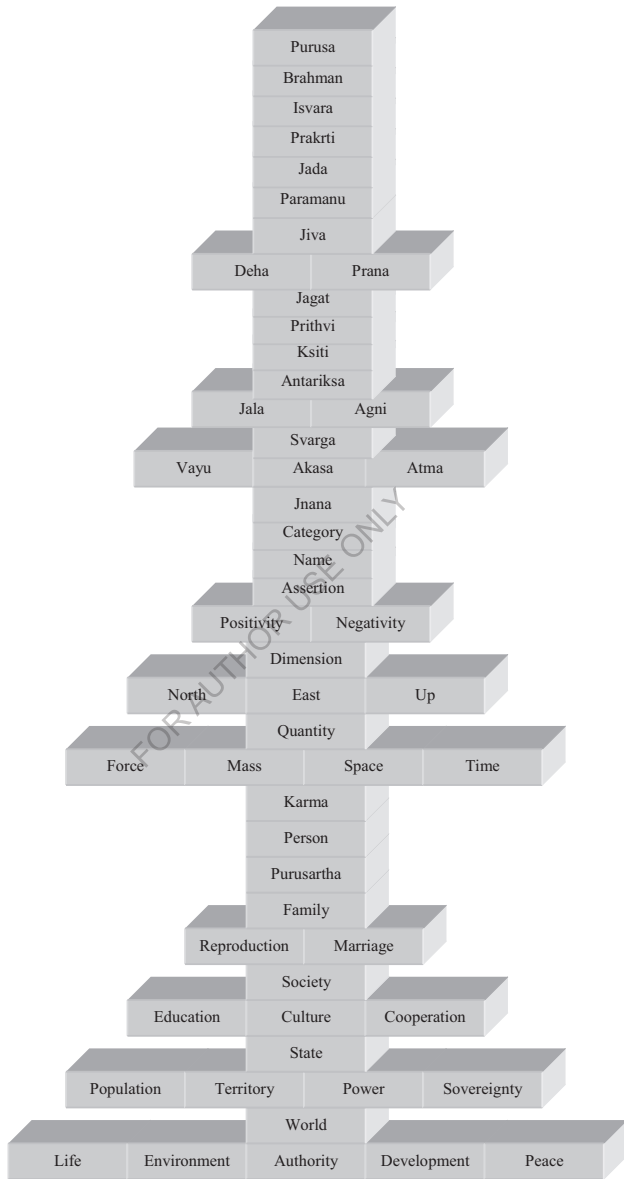 Purusa
Brahman
Isvara
Prakrti
Jada
Paramanu
Jiva
Deha Prana
Jagat
Prithvi
Ksiti
Antariksa
Jala Agni
Svarga
Vayu Akasa Atma
Jnana
Category
Name
Assertion
Positivity Negativity
Dimension
North East Up
Quantity
Force Mass Space Time
Karma
Person
Purusartha
Family
Reproduction Marriage
Society
Education Culture Cooperation
State
Population Territory Power Sovereignty
World
Life Environment Authority Development Peace
FOR AUTHOR USE ONLY